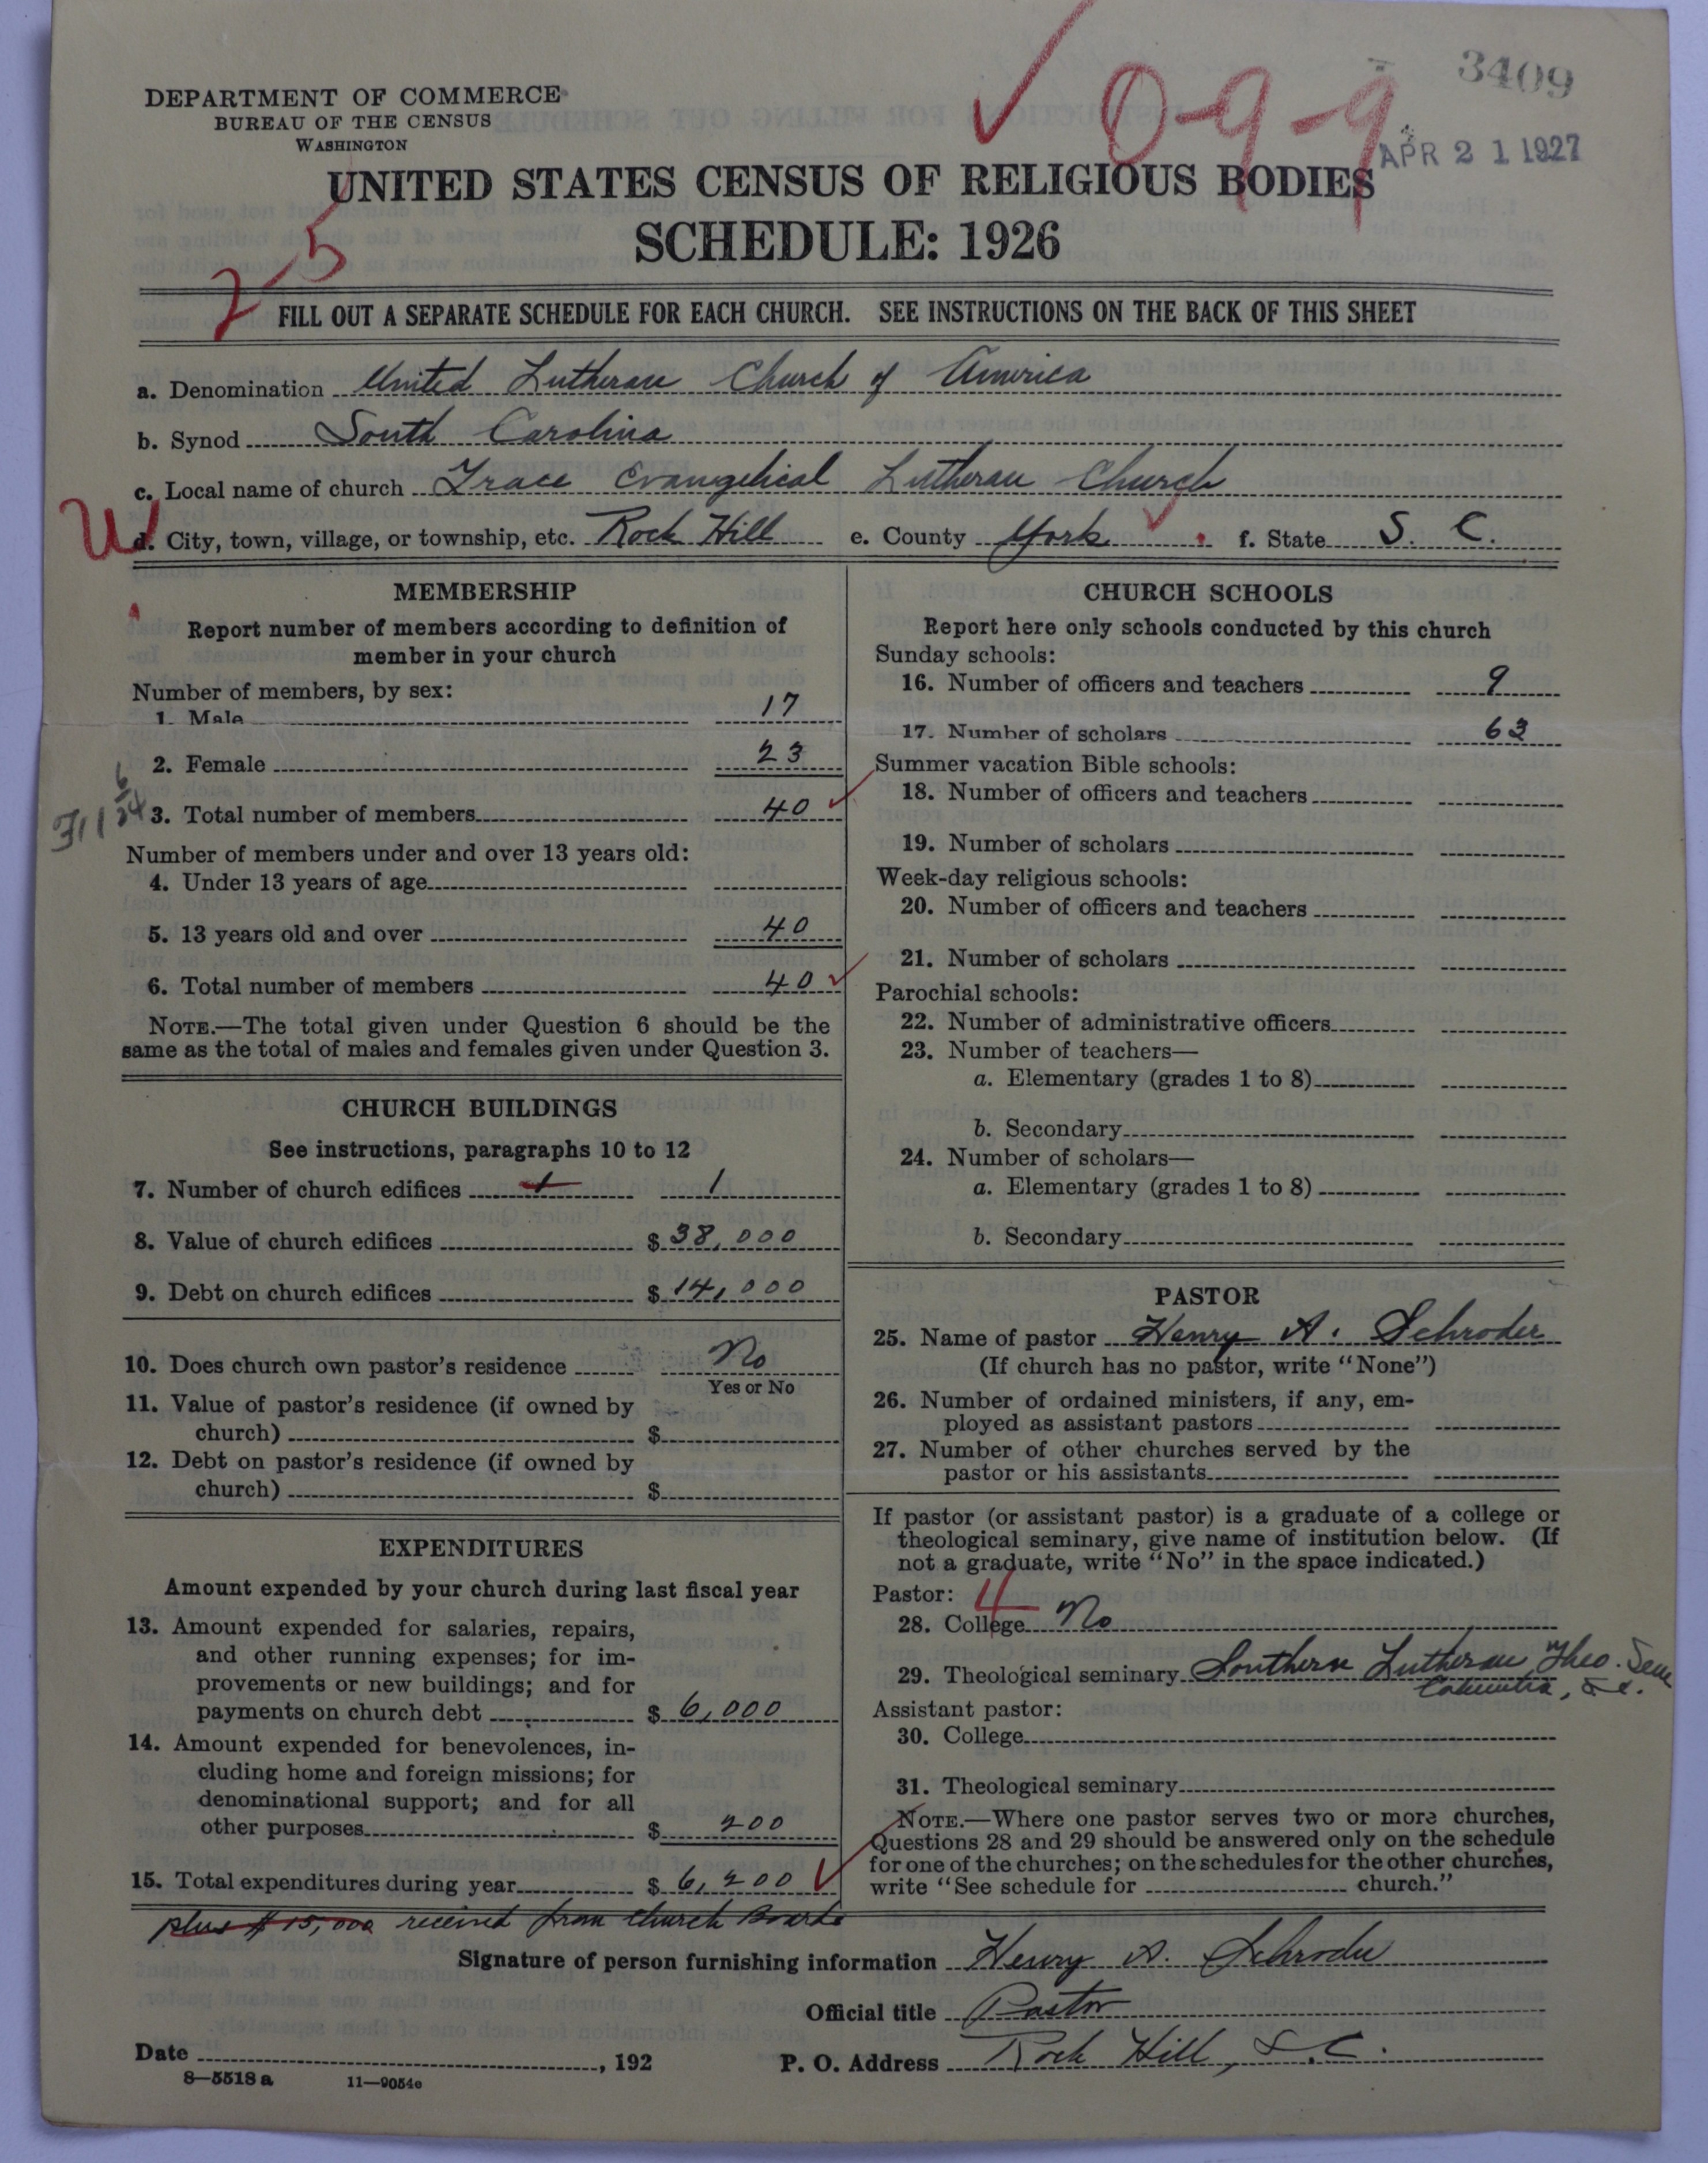 3409
0-9-9
APR 21 1927
DEPARTMENT OF COMMERCE
BUREAU OF THE CENSUS
WASHINGTON
UNITED STATES CENSUS OF RELIGIOUS BODIES
SCHEDULE: 1926
25
FILL OUT A SEPARATE SCHEDULE FOR EACH CHURCH. SEE INSTRUCTIONS ON THE BACK OF THIS SHEET
a. Denomination United Lutheran Church of America
b. Synod South Carolina
c. Local name of church Grace Evangelical Lutheran Church
d. City, town, village, or township, etc. Rock Hill e. County York f. State S. C.
MEMBERSHIP
Report number of members according to definition of
member in your church
Number of members, by sex:
1. Male 17
2. Female 23
3. Total number of members 40
Number of members under and over 13 years old:
4. Under 13 years of age
5. 13 years old and over 40
6. Total number of members 40
NOTE.—The total given under Question 6 should be the
same as the total of males and females given under Question 3.
CHURCH BUILDINGS
See instructions, paragraphs 10 to 12
7. Number of church edifices 1 1
8. Value of church edifices $ 38,000
9. Debt on church edifices $ 14,000
10. Does church own pastor's residence No
Yes or No
11. Value of pastor's residence (if owned by
church) $
12. Debt on pastor's residence (if owned by
church) $
EXPENDITURES
Amount expended by your church during last fiscal year
13. Amount expended for salaries, repairs,
and other running expenses; for im-
provements or new buildings; and for
payments on church debt $ 6,000
14. Amount expended for benevolences, in-
cluding home and foreign missions; for
denominational support; and for all
other purposes $ 200
15. Total expenditures during year $ 6,200
plus $15,000 received from Church Boards
CHURCH SCHOOLS
Report here only schools conducted by this church
Sunday schools:
16. Number of officers and teachers 9
17. Number of scholars 63
Summer vacation Bible schools:
18. Number of officers and teachers
19. Number of scholars
Week-day religious schools:
20. Number of officers and teachers
21. Number of scholars
Parochial schools:
22. Number of administrative officers
23. Number of teachers—
a. Elementary (grades 1 to 8)
b. Secondary
24. Number of scholars—
a. Elementary (grades 1 to 8)
b. Secondary
PASTOR
25. Name of pastor Henry A. Schroder
(If church has no pastor, write "None")
26. Number of ordained ministers, if any, em-
ployed as assistant pastors
27. Number of other churches served by the
pastor or his assistants
If pastor (or assistant pastor) is a graduate of a college or
theological seminary, give name of institution below. (If
not a graduate, write "No" in the space indicated.)
Pastor: 4
28. College No
29. Theological seminary Southern Lutheran Theo. Sem
Columbia, S.C.
Assistant pastor:
30. College
31. Theological seminary
NOTE.—Where one pastor serves two or more churches,
Questions 28 and 29 should be answered only on the schedule
for one of the churches; on the schedules for the other churches,
write "See schedule for church."
Signature of person furnishing information Henry A. Schroder
Official title Pastor
Date , 192 P. O. Address Rock Hill, S.C.
8—5518a 11—9054e